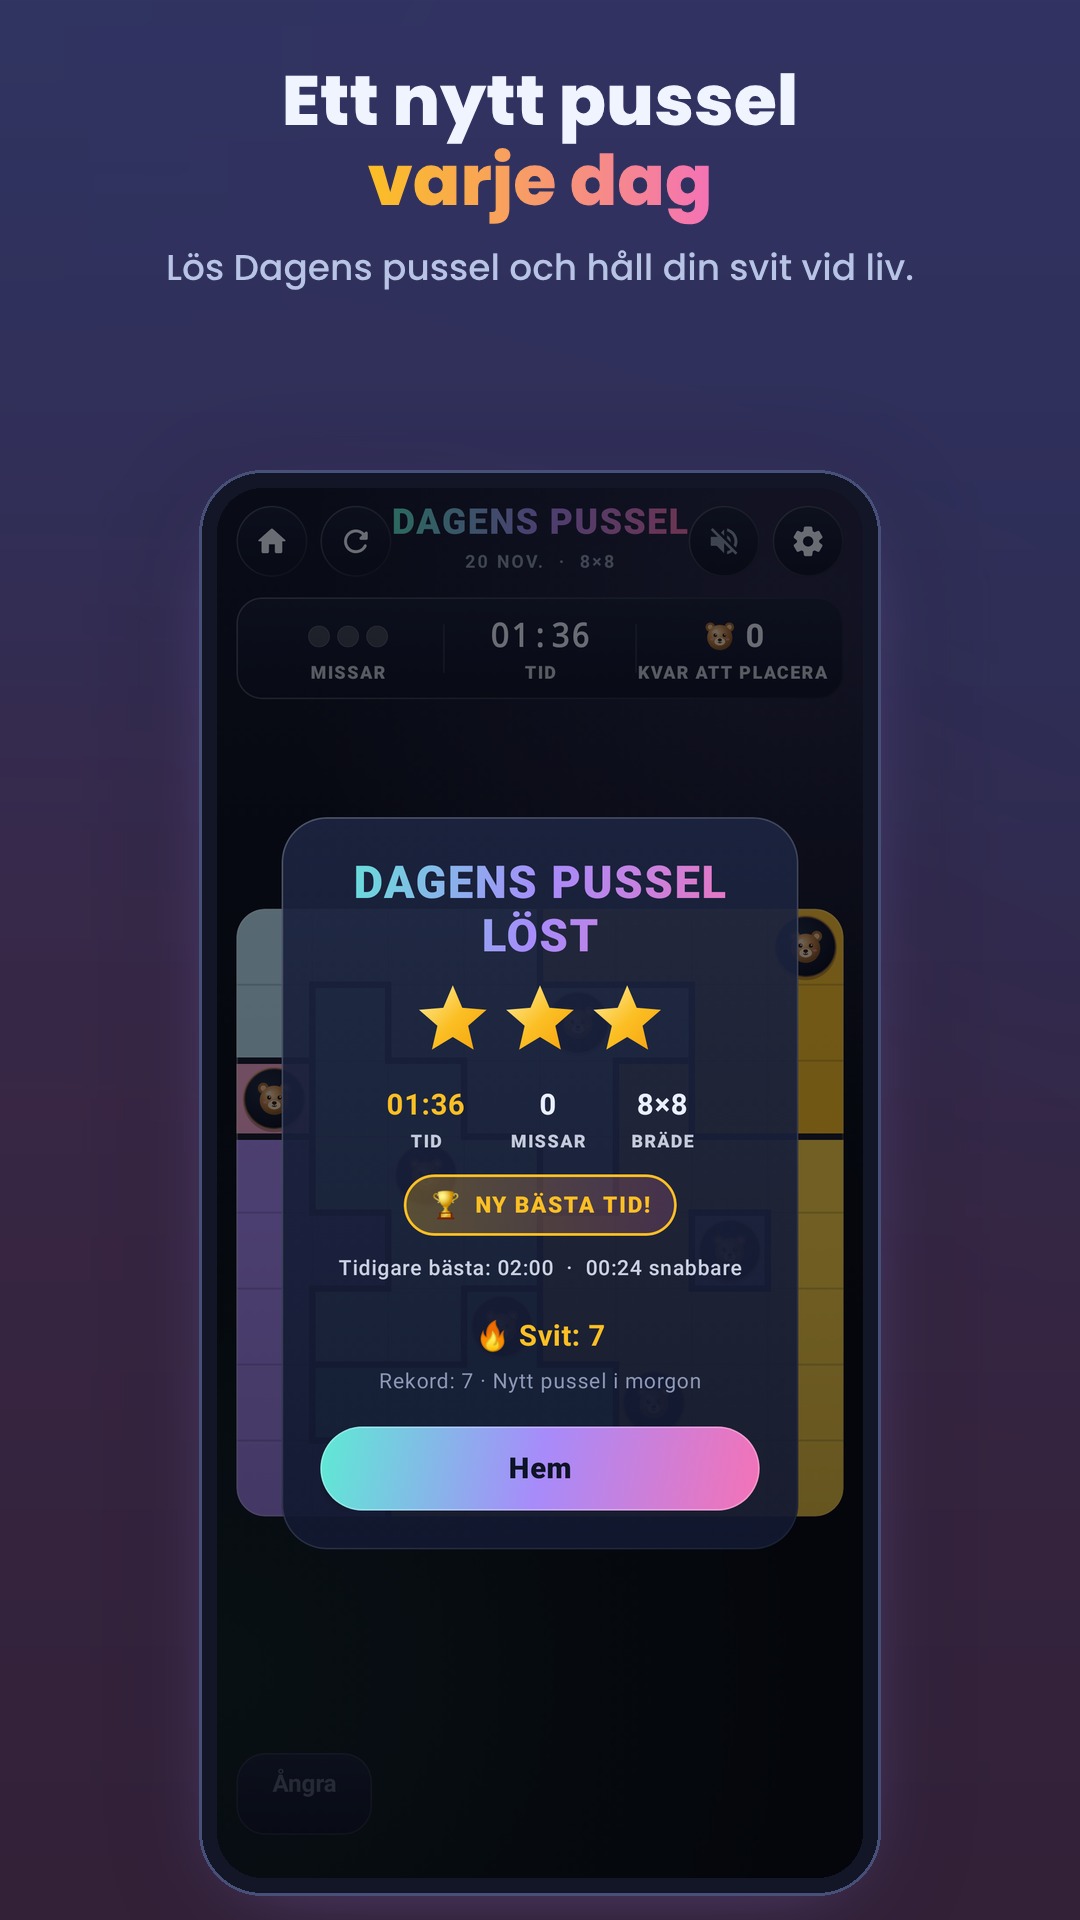 Ett nytt pussel
varje dag
Lös Dagens pussel och håll din svit vid liv.
DAGENS PUSSEL
20 NOV. · 8×8
01:36
0
MISSAR
TID
KVAR ATT PLACERA
DAGENS PUSSEL
LÖST
01:36
0
8×8
TID
MISSAR
BRÄDE
NY BÄSTA TID!
Tidigare bästa: 02:00 · 00:24 snabbare
Svit: 7
Rekord: 7 · Nytt pussel i morgon
Hem
Ångra